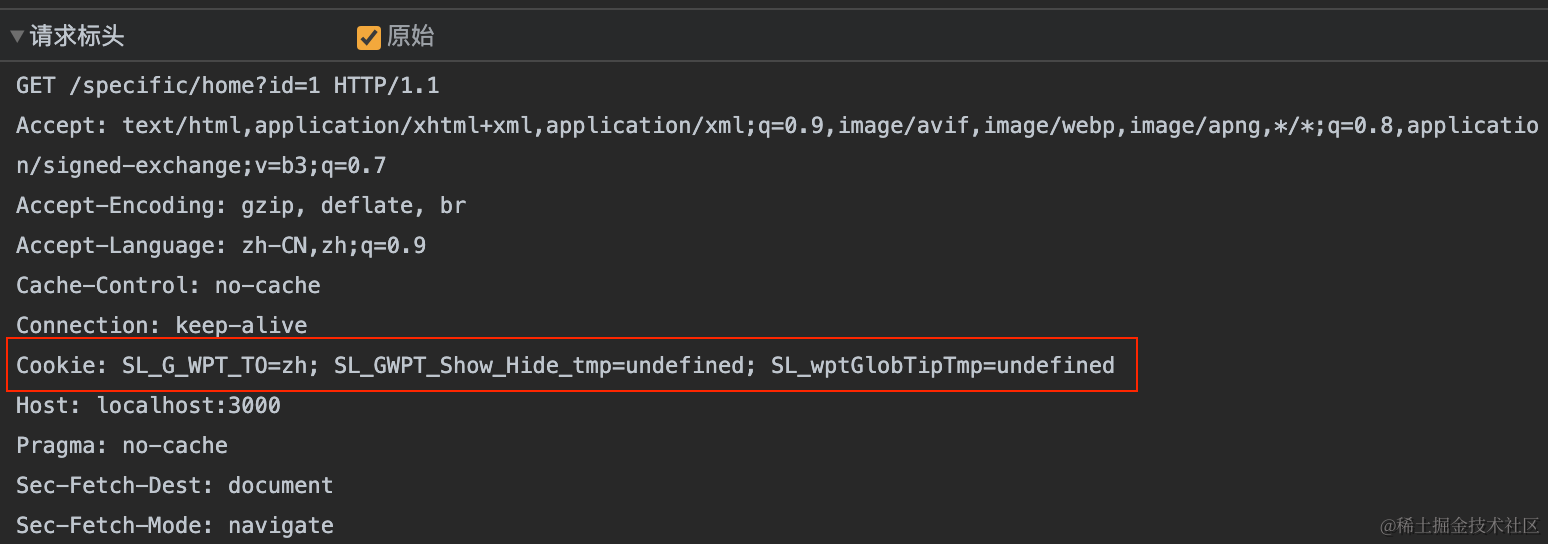 请求标头 原始
GET /specific/home?id=1 HTTP/1.1
Accept: text/html,application/xhtml+xml,application/xml;q=0.9,image/avif,image/webp,image/apng,*/*;q=0.8,applicatio
n/signed-exchange;v=b3;q=0.7
Accept-Encoding: gzip, deflate, br
Accept-Language: zh-CN,zh;q=0.9
Cache-Control: no-cache
Connection: keep-alive
Cookie: SL_G_WPT_TO=zh; SL_GWPT_Show_Hide_tmp=undefined; SL_wptGlobTipTmp=undefined
Host: localhost:3000
Pragma: no-cache
Sec-Fetch-Dest: document
Sec-Fetch-Mode: navigate
@稀土掘金技术社区